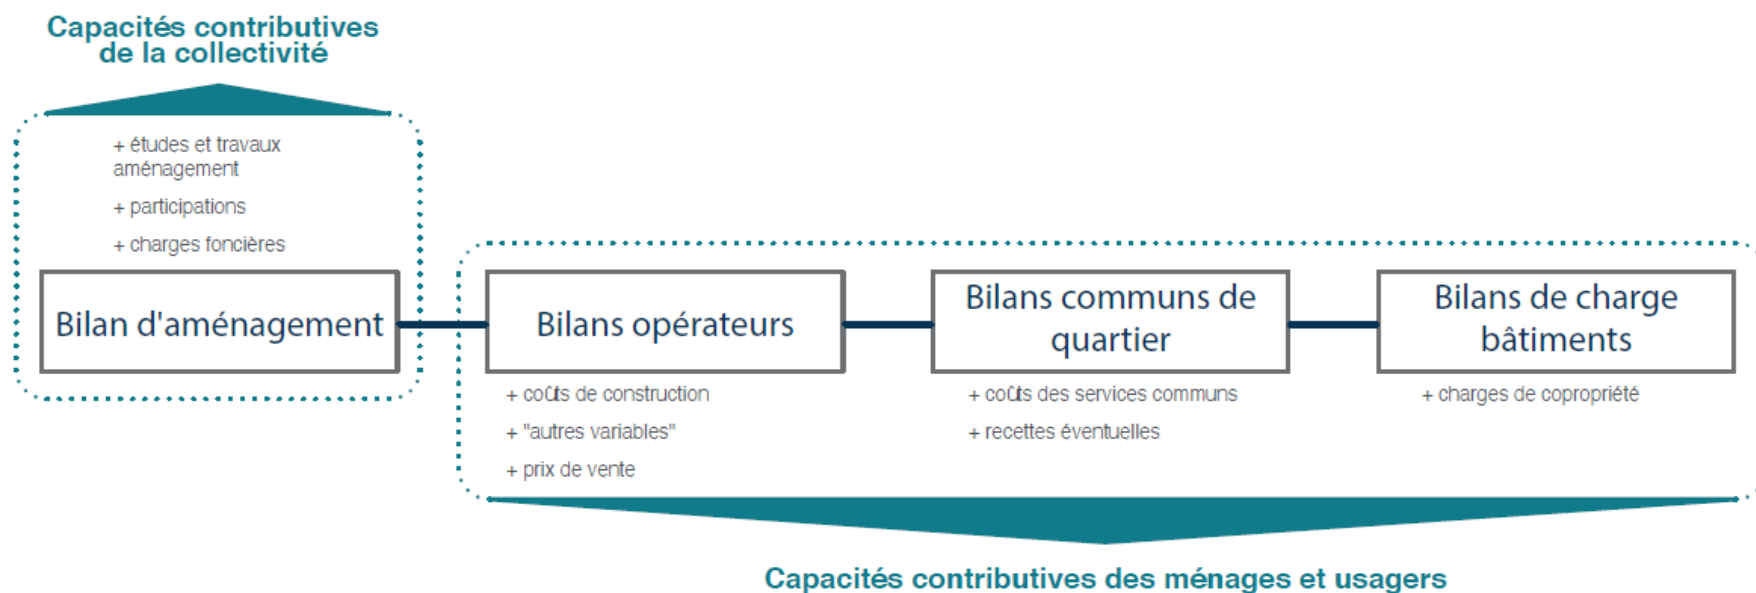 Capacités contributives
de la collectivité
+ études et travaux
aménagement
+ participations
+ charges foncières
Bilan d'aménagement
Bilans opérateurs
+ coûts de construction
+ "autres variables"
+ prix de vente
Bilans communs de
quartier
+ coûts des services communs
+ recettes éventuelles
Bilans de charge
bâtiments
+ charges de copropriété
Capacités contributives des ménages et usagers